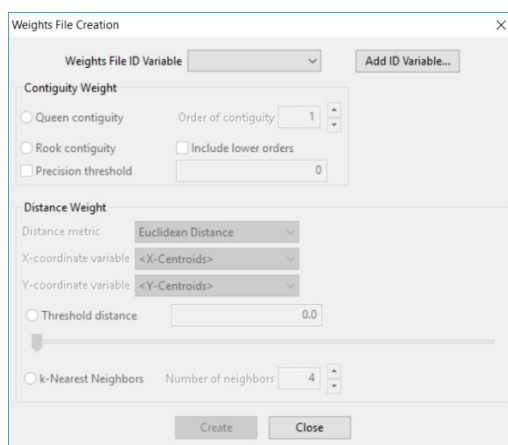 Weights File Creation
Weights File ID Variable Add ID Variable...
Contiguity Weight
Queen contiguity Order of contiguity 1
Rook contiguity Include lower orders
Precision threshold 0
Distance Weight
Distance metric Euclidean Distance
X-coordinate variable <X-Centroids>
Y-coordinate variable <Y-Centroids>
Threshold distance 0.0
k-Nearest Neighbors Number of neighbors 4
Create Close